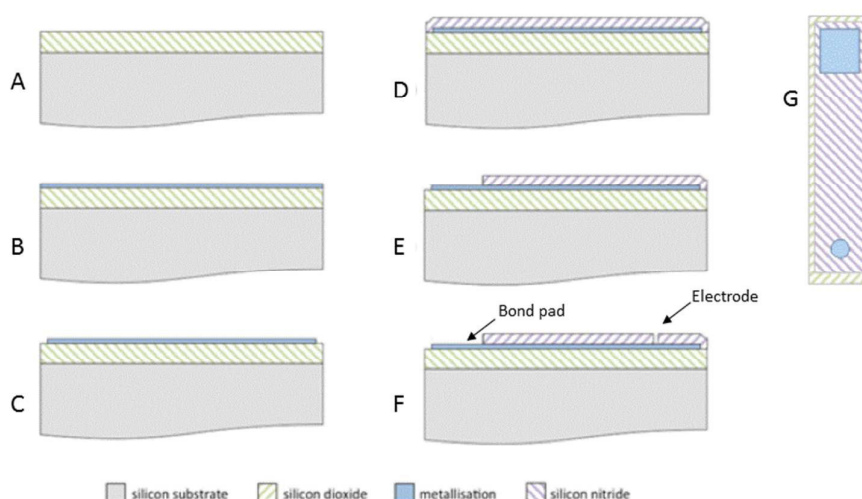 A
B
C
D
E
Bond pad
Electrode
F
G
silicon substrate silicon dioxide metallisation silicon nitride